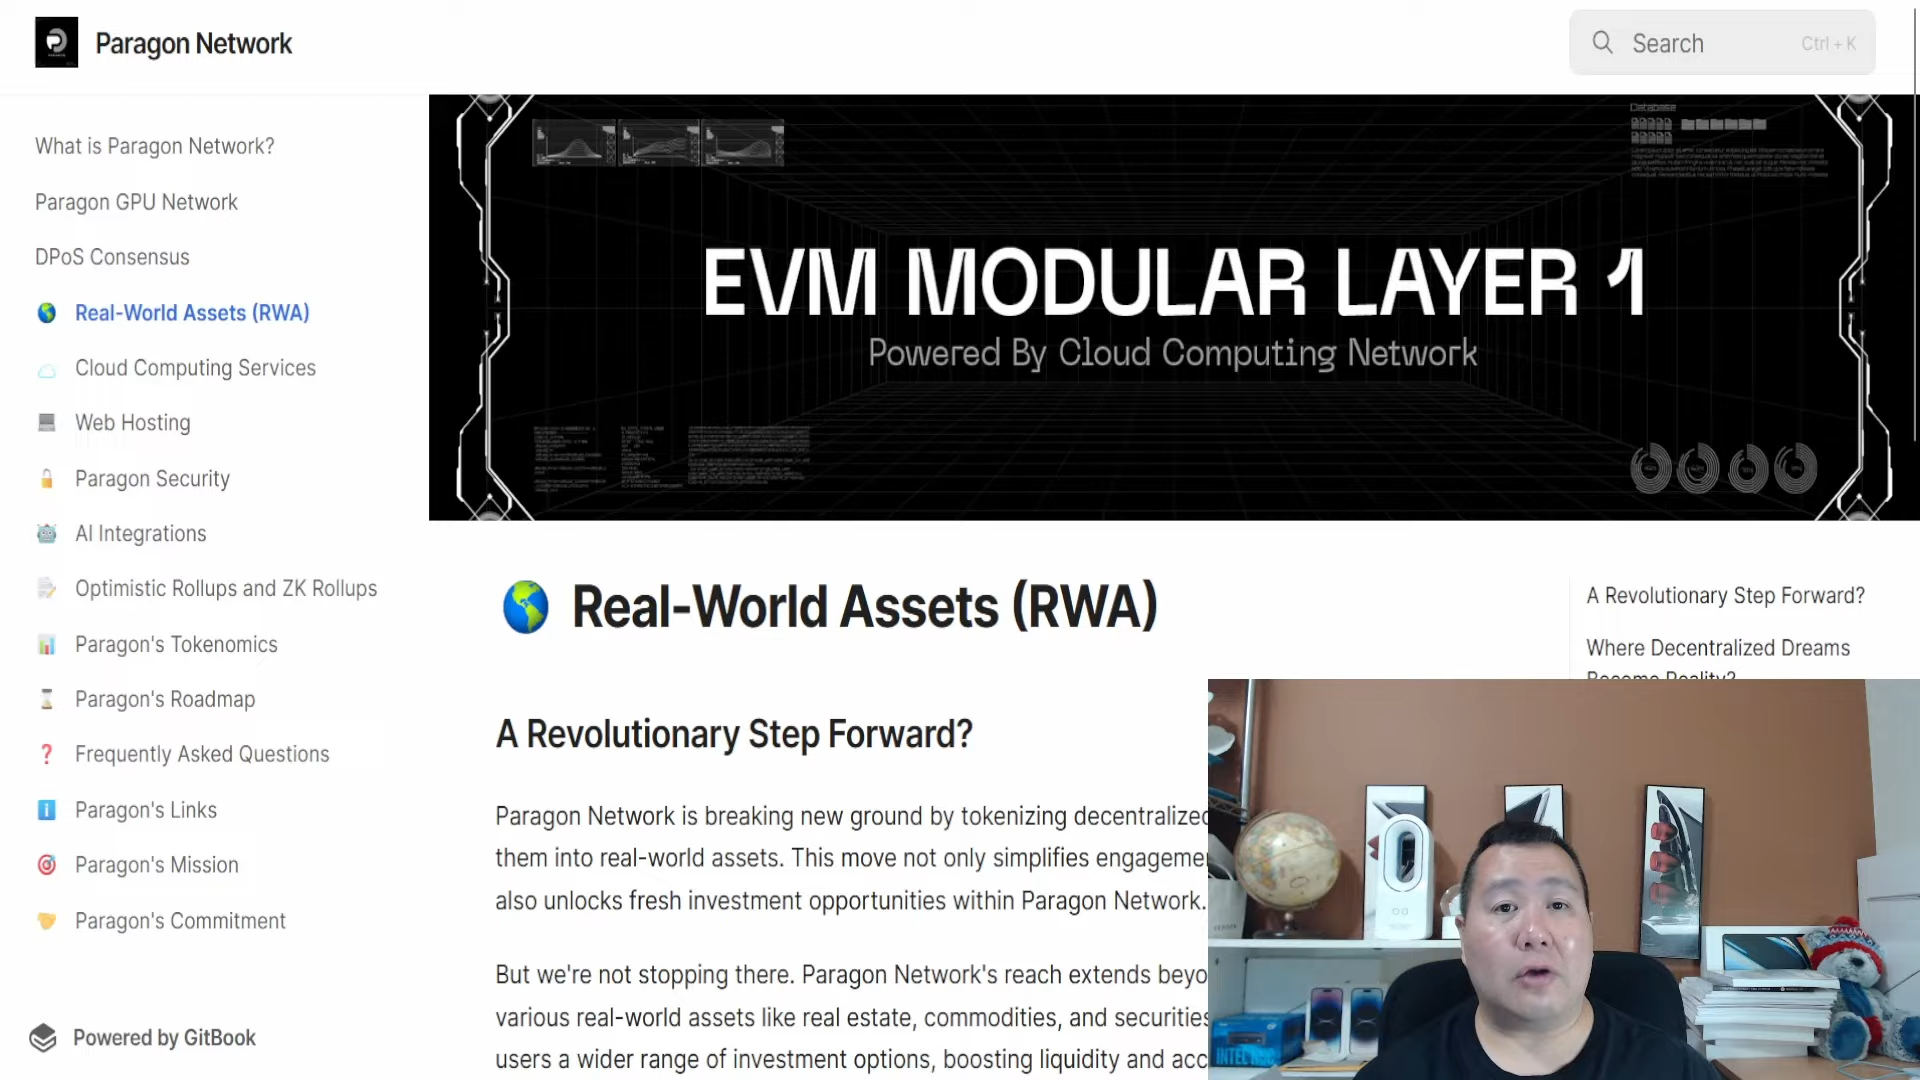 Paragon Network
Search
Ctrl + K
What is Paragon Network?
Paragon GPU Network
DPoS Consensus
Real-World Assets (RWA)
Cloud Computing Services
Web Hosting
Paragon Security
AI Integrations
Optimistic Rollups and ZK Rollups
Paragon's Tokenomics
Paragon's Roadmap
Frequently Asked Questions
Paragon's Links
Paragon's Mission
Paragon's Commitment
Powered by GitBook
Database
EVM MODULAR LAYER 1
Powered By Cloud Computing Network
Real-World Assets (RWA)
A Revolutionary Step Forward?
Paragon Network is breaking new ground by tokenizing decentralized
them into real-world assets. This move not only simplifies
also unlocks fresh investment opportunities within Paragon Network.
But we're not stopping there. Paragon Network's reach extends
various real-world assets like real estate, commodities, and securities
users a wider range of investment options, boosting liquidity and
A Revolutionary Step Forward?
Where Decentralized Dreams
Become Reality?
INTEL